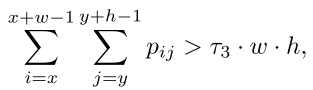 \sum_{i=x}^{x+w-1} \sum_{j=y}^{y+h-1} p_{ij} > \tau_3 \cdot w \cdot h,